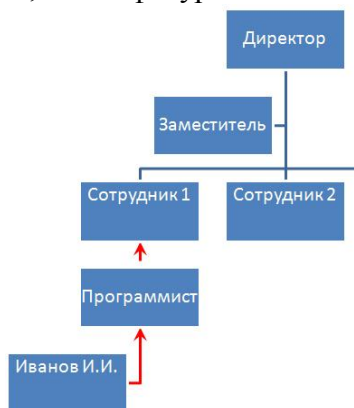 Директор
Заместитель
Сотрудник 1
Сотрудник 2
Программист
Иванов И.И.